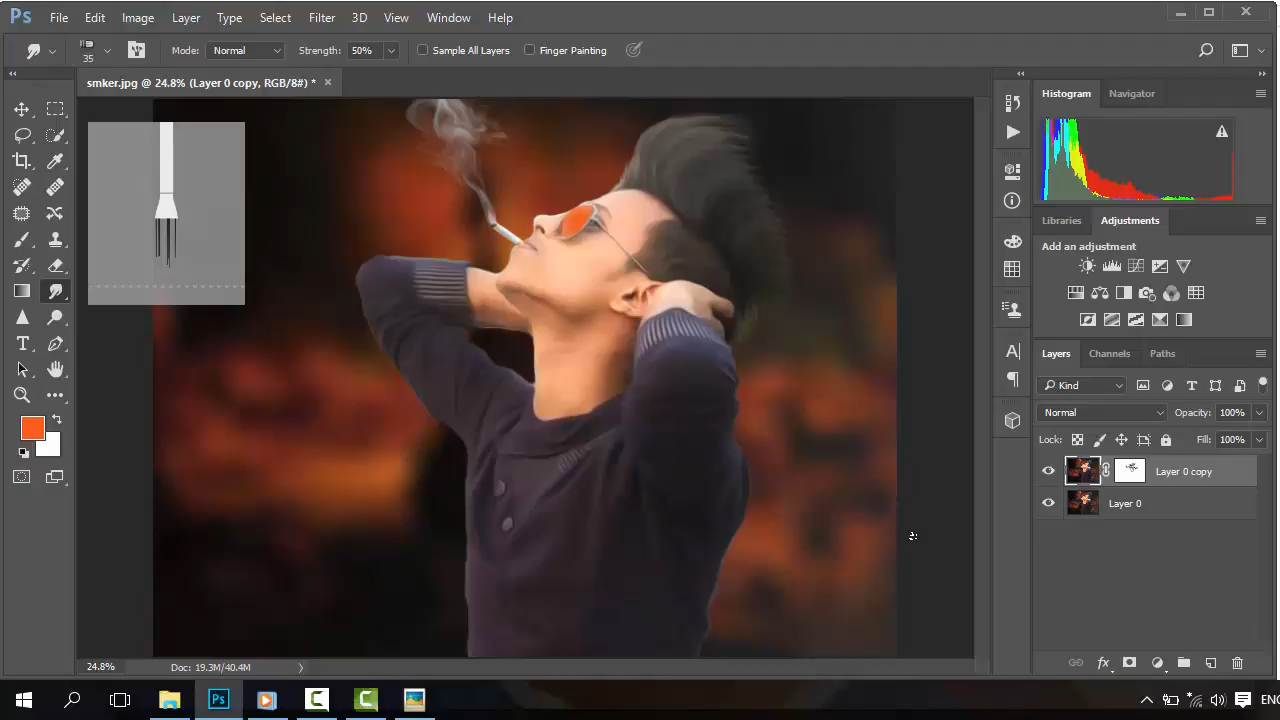 Ps File Edit Image Layer Type Select Filter 3D View Window Help
35 Mode: Normal Strength: 50% Sample All Layers Finger Painting
smker.jpg @ 24.8% (Layer 0 copy, RGB/8#) * ×
Histogram Navigator
Libraries Adjustments
Add an adjustment
Layers Channels Paths
Kind
Normal Opacity: 100%
Lock: Fill: 100%
Layer 0 copy
Layer 0
24.8% Doc: 19.3M/40.4M
Ps ENG